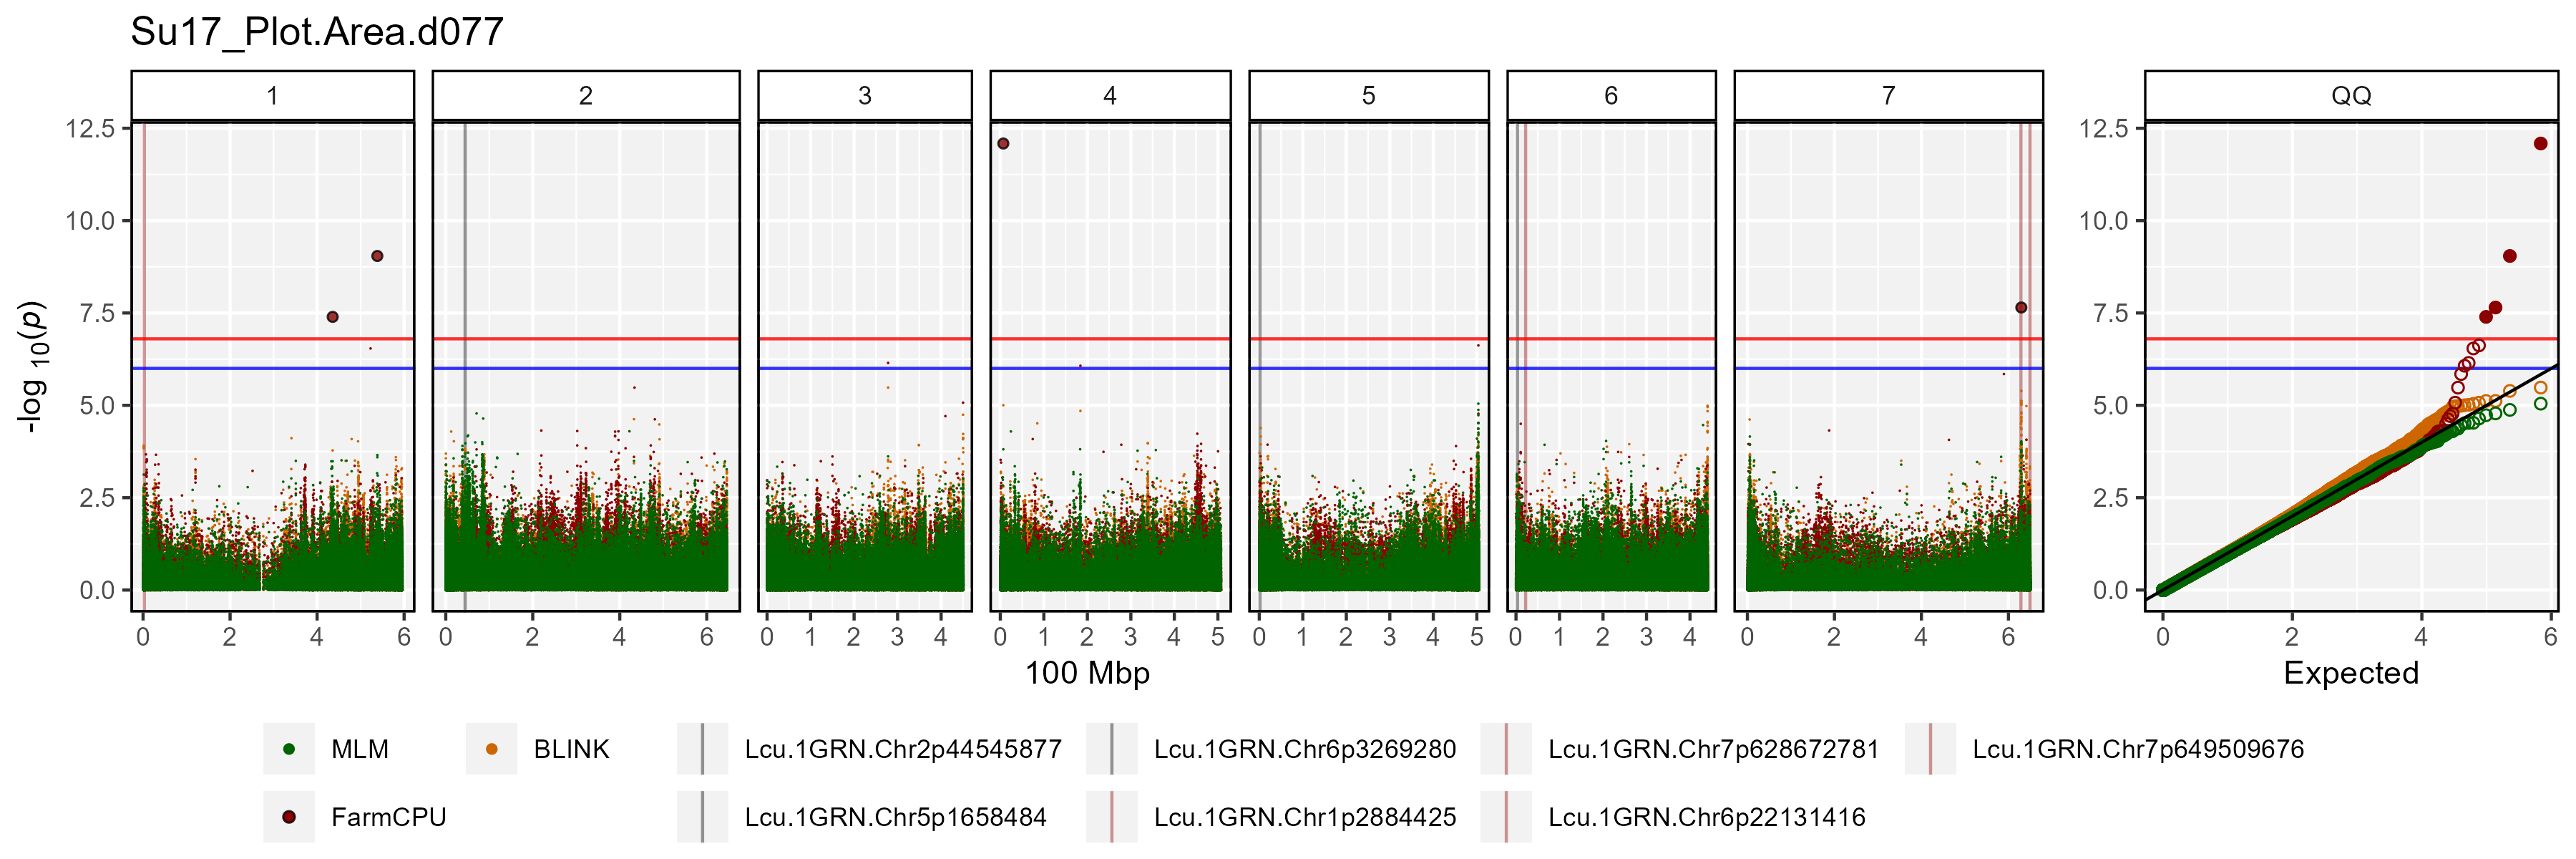 Su17_Plot.Area.d077
1 2 3 4 5 6 7 QQ
12.5 12.5
10.0 10.0
7.5 7.5
5.0 5.0
2.5 2.5
0.0 0.0
-log 10(p)
0 2 4 6 0 2 4 6 0 1 2 3 4 0 1 2 3 4 5 0 1 2 3 4 5 0 1 2 3 4 0 2 4 6 0 2 4 6
100 Mbp Expected
MLM BLINK Lcu.1GRN.Chr2p44545877 Lcu.1GRN.Chr6p3269280 Lcu.1GRN.Chr7p628672781 Lcu.1GRN.Chr7p649509676
FarmCPU Lcu.1GRN.Chr5p1658484 Lcu.1GRN.Chr1p2884425 Lcu.1GRN.Chr6p22131416